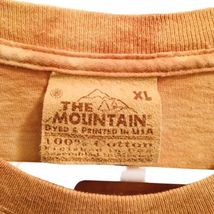 XL
THE
MOUNTAIN
DYED & PRINTED IN USA
100% Cotton